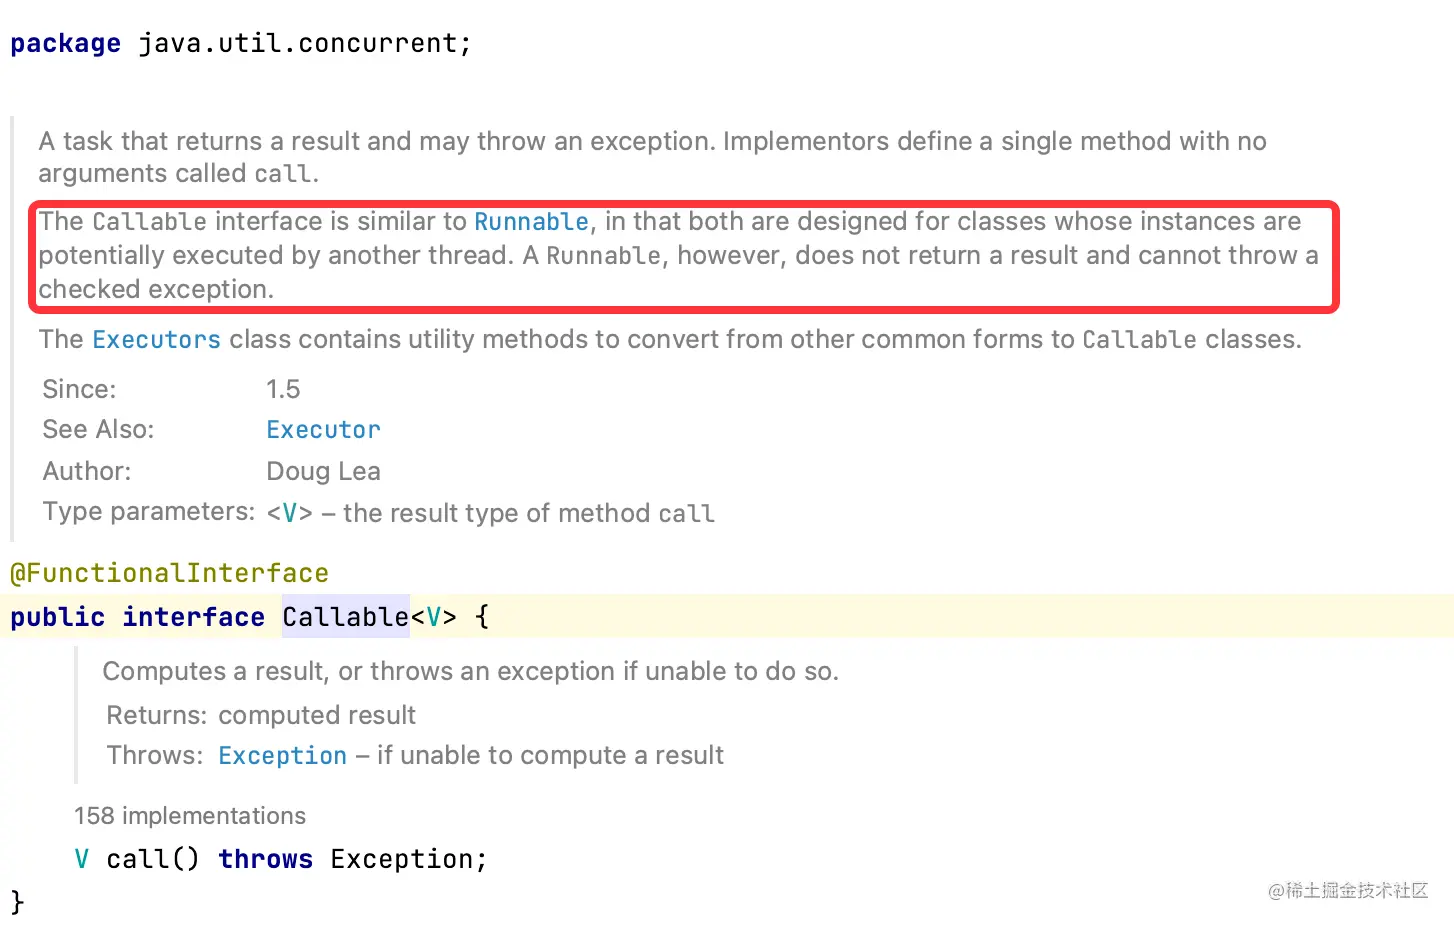 package java.util.concurrent;
A task that returns a result and may throw an exception. Implementors define a single method with no
arguments called call.
The Callable interface is similar to Runnable, in that both are designed for classes whose instances are
potentially executed by another thread. A Runnable, however, does not return a result and cannot throw a
checked exception.
The Executors class contains utility methods to convert from other common forms to Callable classes.
Since: 1.5
See Also: Executor
Author: Doug Lea
Type parameters: <V> – the result type of method call
@FunctionalInterface
public interface Callable<V> {
Computes a result, or throws an exception if unable to do so.
Returns: computed result
Throws: Exception – if unable to compute a result
158 implementations
V call() throws Exception;
}
@稀土掘金技术社区